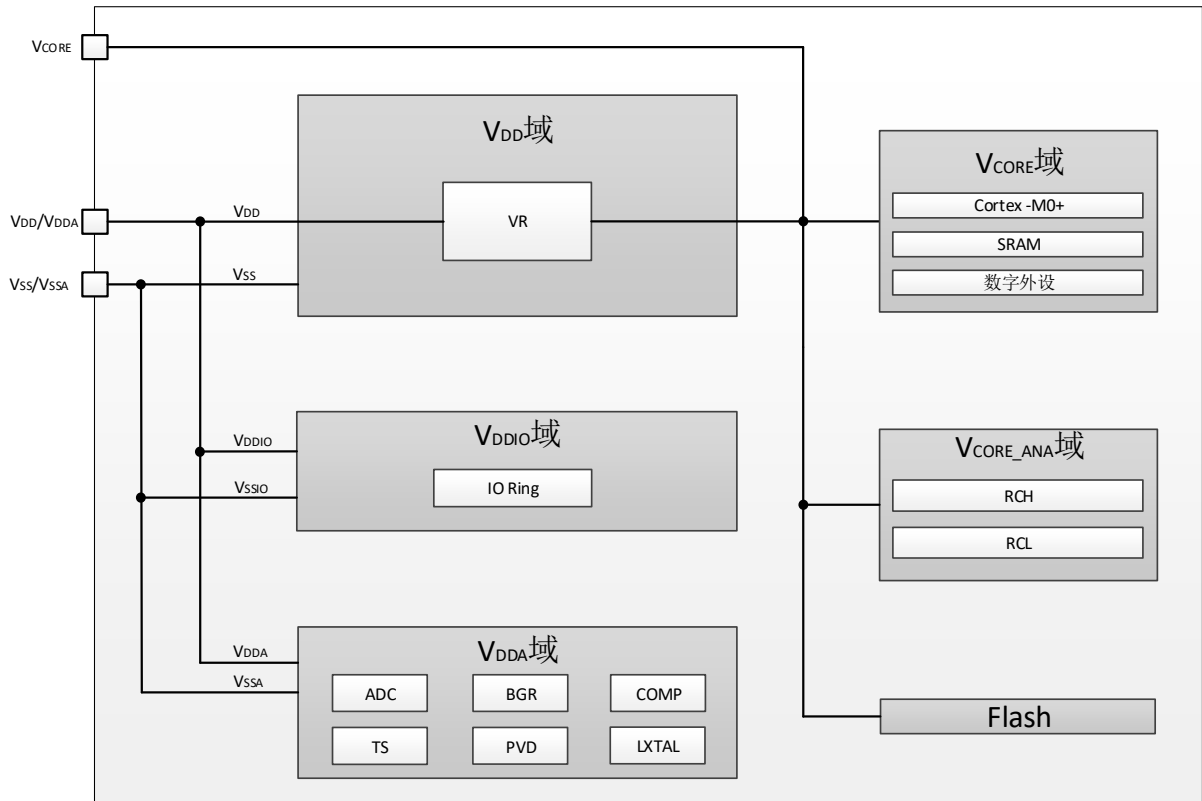 VCORE
VDD域
VCORE域
Cortex -M0+
VDD/VDDA
VDD
VR
SRAM
VSS/VSSA
VSS
数字外设
VDDIO域
VDDIO
VSSIO
IO Ring
VCORE_ANA域
RCH
RCL
VDDA域
VDDA
VSSA
ADC
BGR
COMP
TS
PVD
LXTAL
Flash